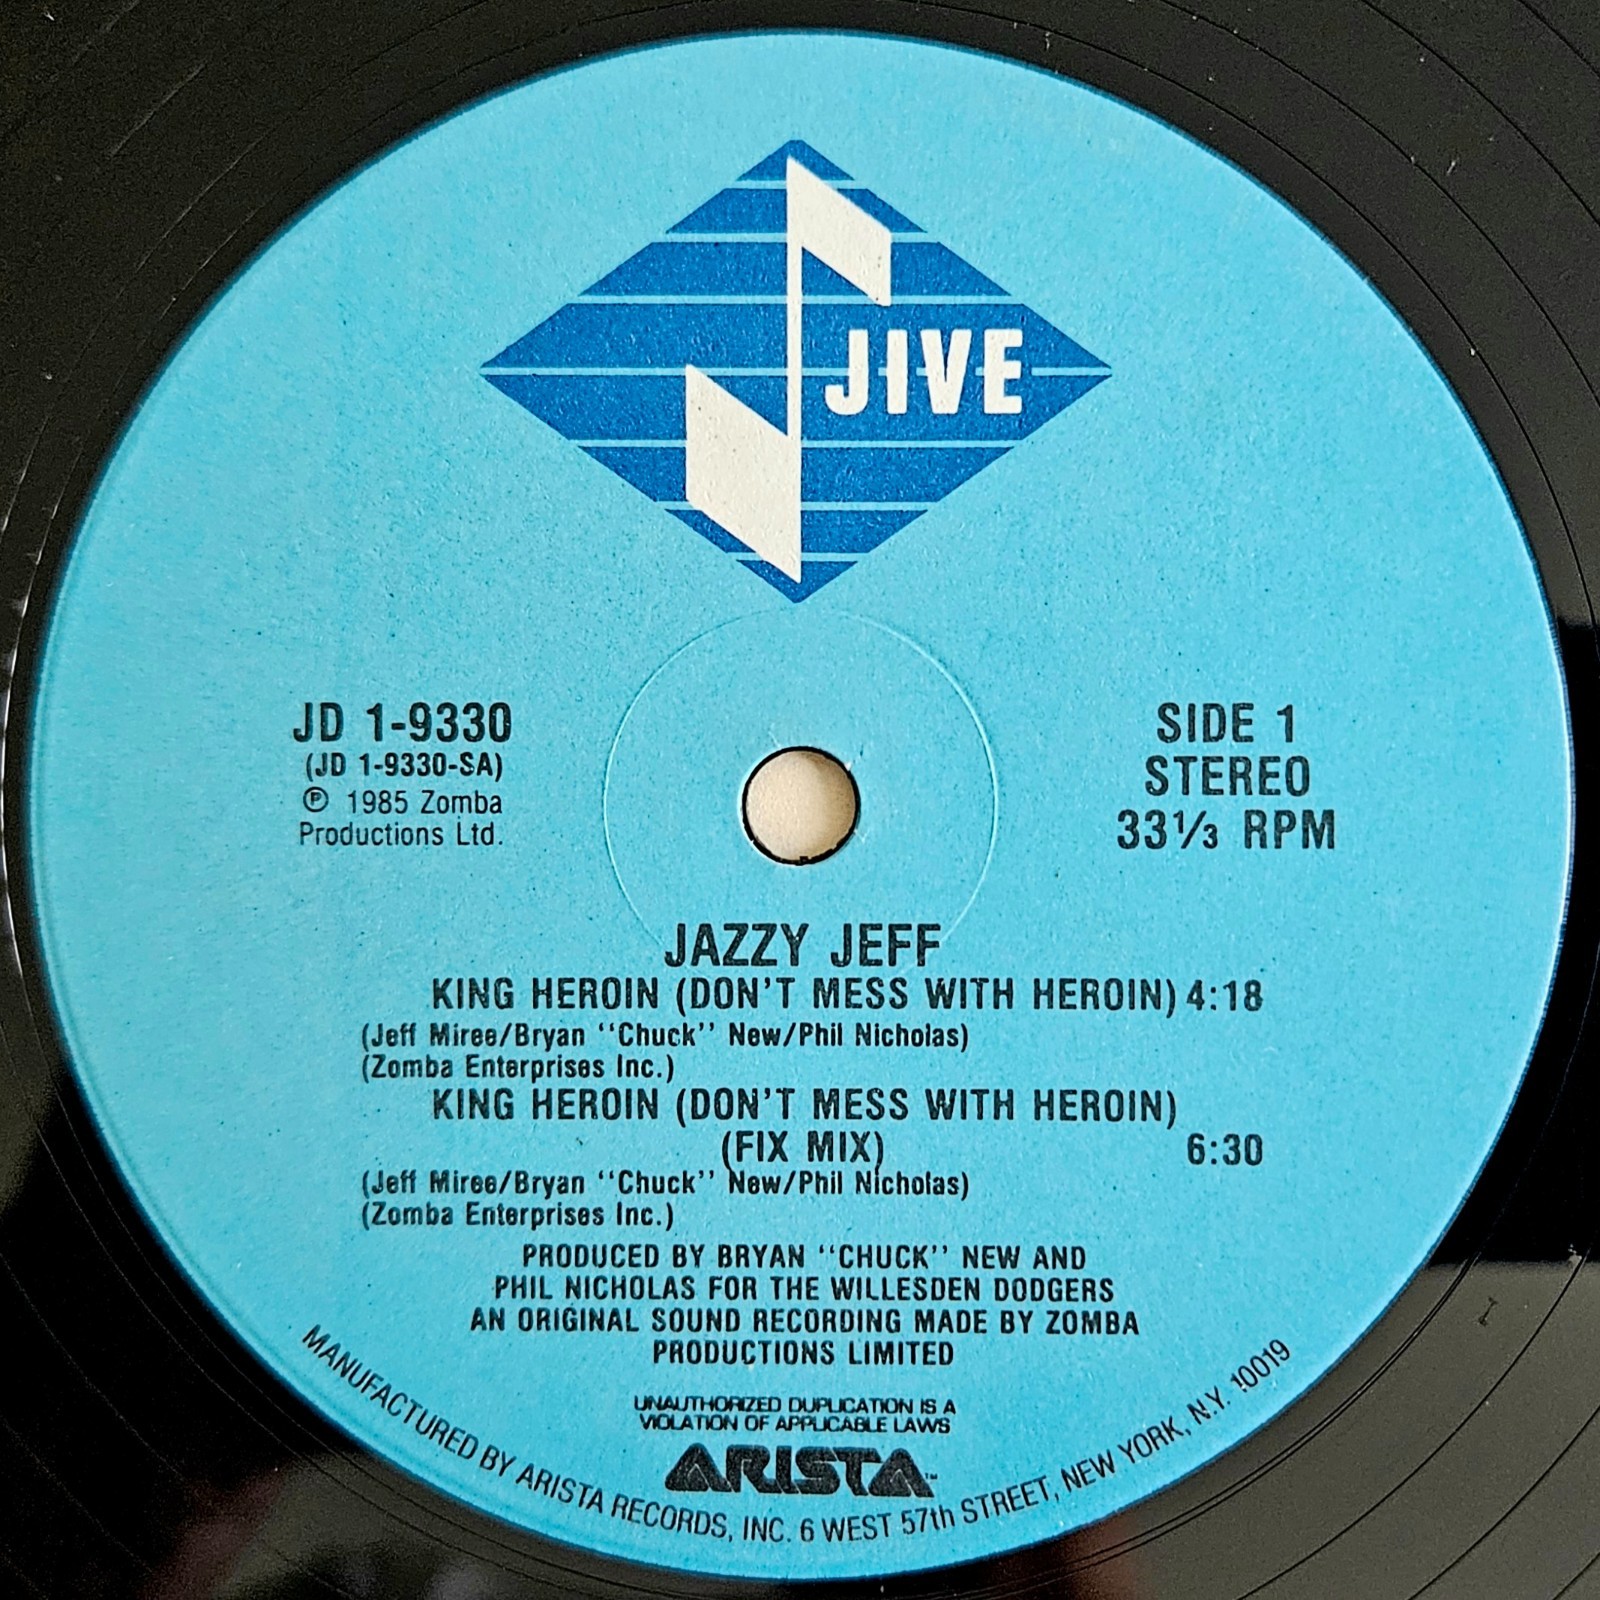 JIVE
JD 1-9330
(JD 1-9330-SA)
℗ 1985 Zomba
Productions Ltd.
SIDE 1
STEREO
33⅓ RPM
JAZZY JEFF
KING HEROIN (DON'T MESS WITH HEROIN) 4:18
(Jeff Miree/Bryan "Chuck" New/Phil Nicholas)
(Zomba Enterprises Inc.)
KING HEROIN (DON'T MESS WITH HEROIN)
(FIX MIX) 6:30
(Jeff Miree/Bryan "Chuck" New/Phil Nicholas)
(Zomba Enterprises Inc.)
PRODUCED BY BRYAN "CHUCK" NEW AND
PHIL NICHOLAS FOR THE WILLESDEN DODGERS
AN ORIGINAL SOUND RECORDING MADE BY ZOMBA
PRODUCTIONS LIMITED
UNAUTHORIZED DUPLICATION IS A
VIOLATION OF APPLICABLE LAWS
ARISTA™
MANUFACTURED BY ARISTA RECORDS, INC. 6 WEST 57th STREET, NEW YORK, N.Y. 10019